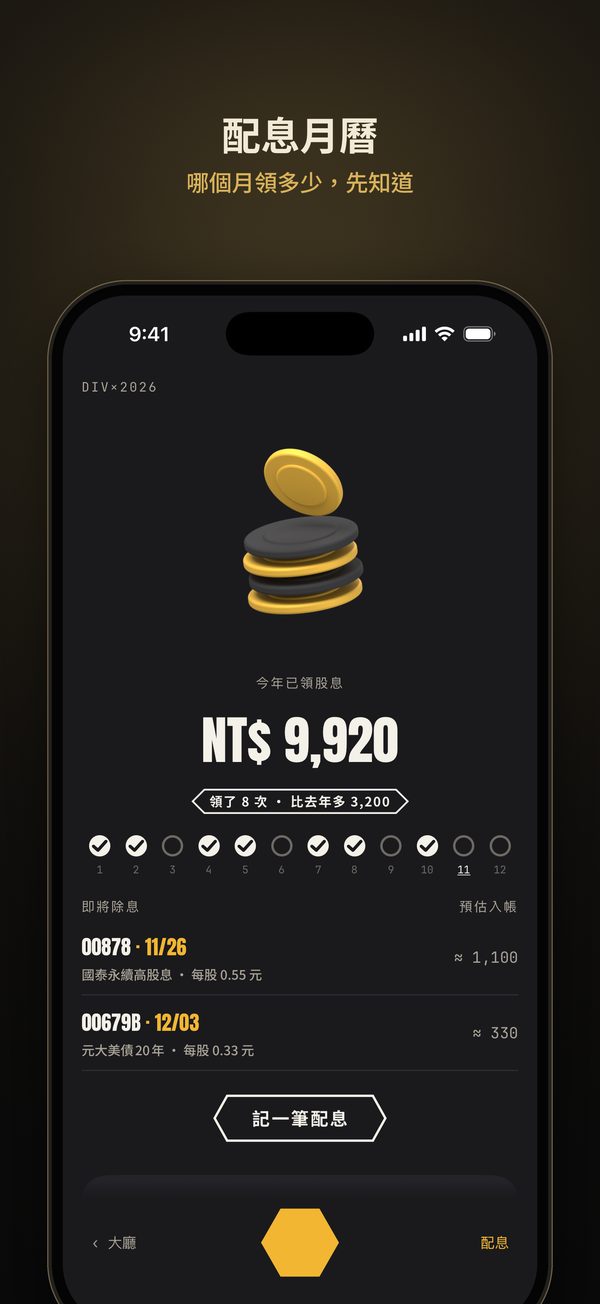 配息月曆
哪個月領多少，先知道
9:41
DIV×2026
今年已領股息
NT$ 9,920
領了 8 次 · 比去年多 3,200
1 2 3 4 5 6 7 8 9 10 11 12
即將除息 預估入帳
00878 · 11/26
≈ 1,100
國泰永續高股息 · 每股 0.55 元
00679B · 12/03
≈ 330
元大美債20年 · 每股 0.33 元
記一筆配息
‹ 大廳 配息